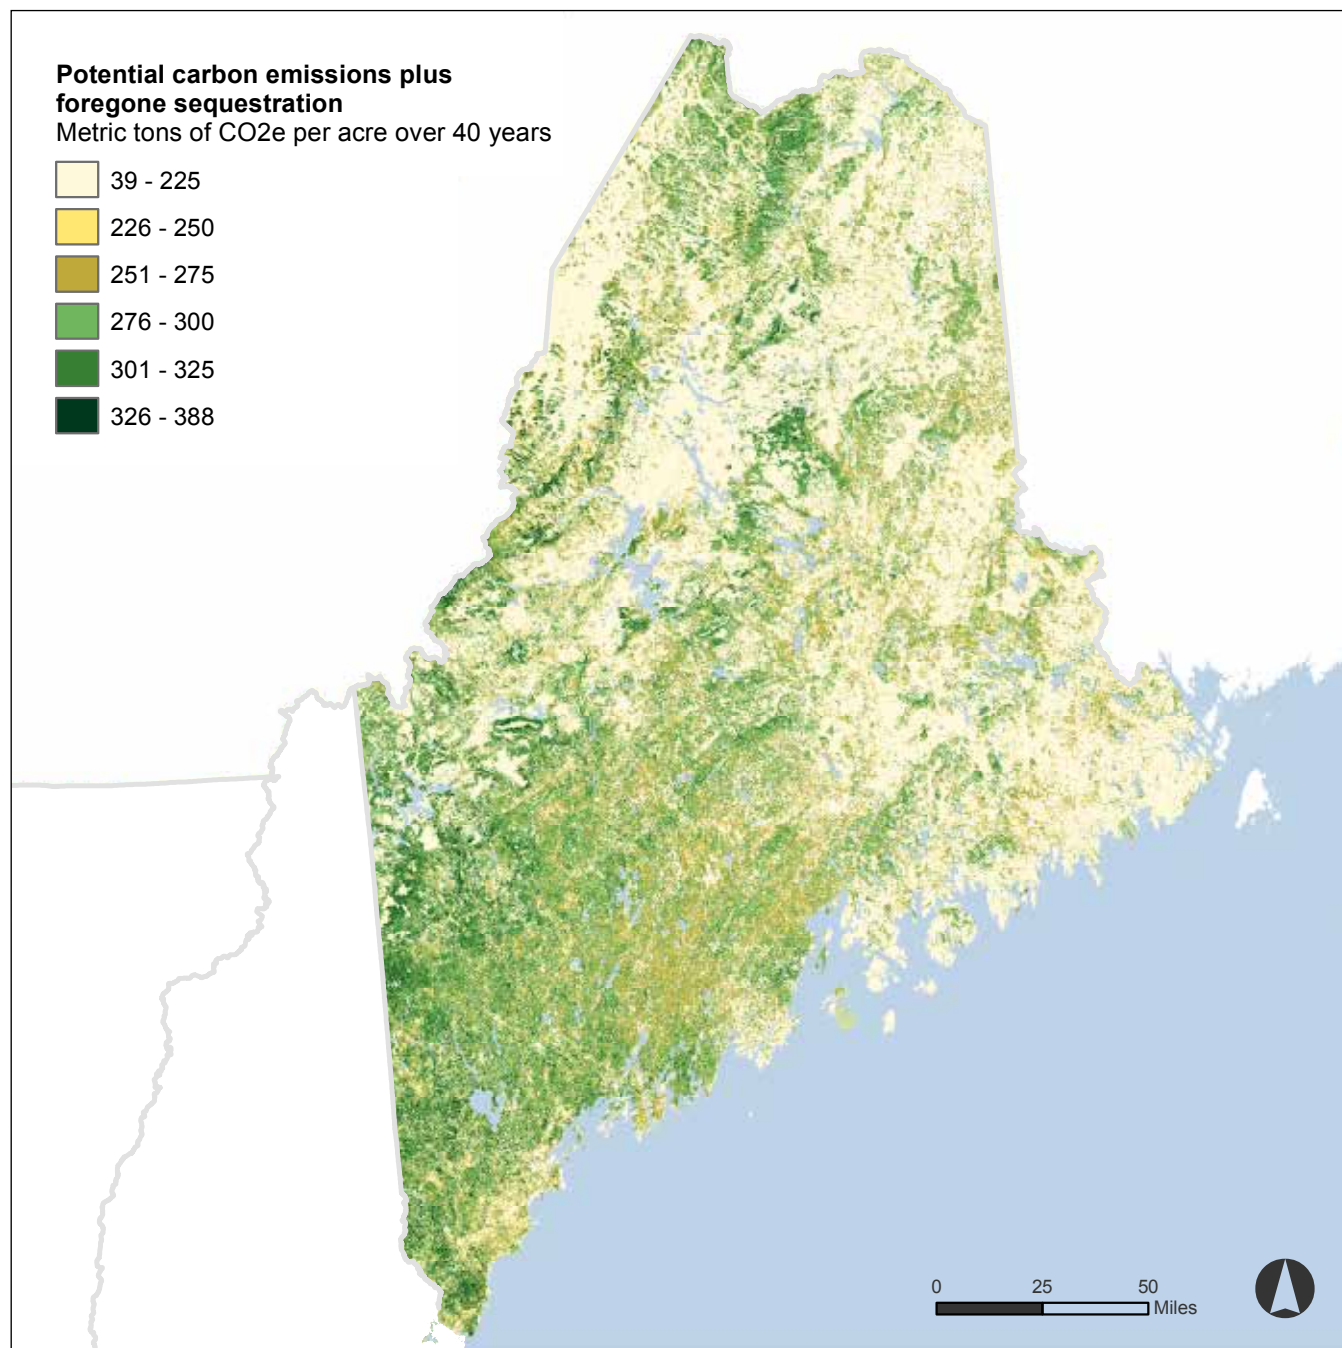 Potential carbon emissions plus
foregone sequestration
Metric tons of CO2e per acre over 40 years
39 - 225
226 - 250
251 - 275
276 - 300
301 - 325
326 - 388
0 25 50
Miles